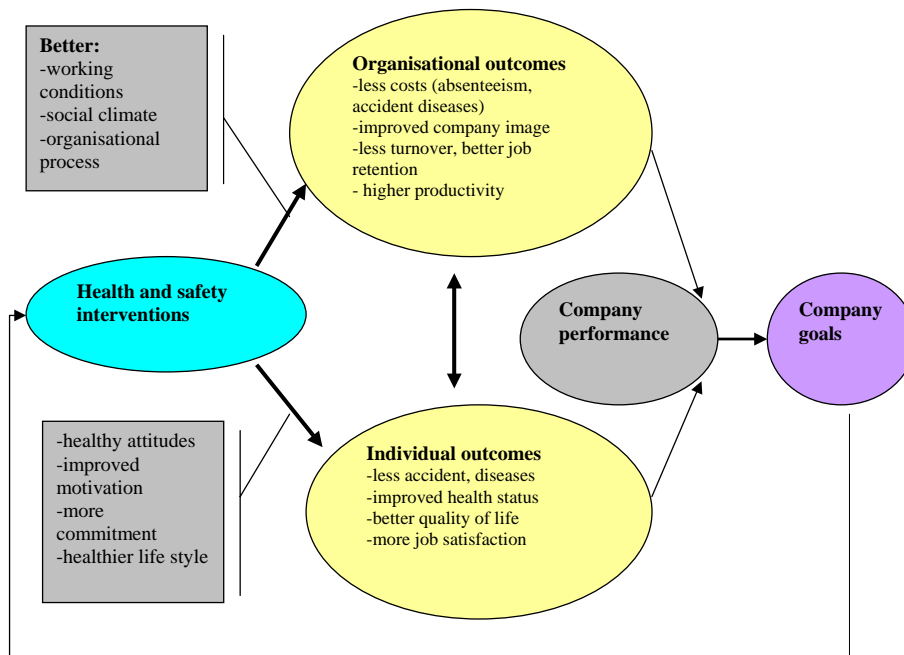 Better:
-working
conditions
-social climate
-organisational
process
Organisational outcomes
-less costs (absenteeism,
accident diseases)
-improved company image
-less turnover, better job
retention
- higher productivity
Health and safety
interventions
Company
performance
Company
goals
-healthy attitudes
-improved
motivation
-more
commitment
-healthier life style
Individual outcomes
-less accident, diseases
-improved health status
-better quality of life
-more job satisfaction